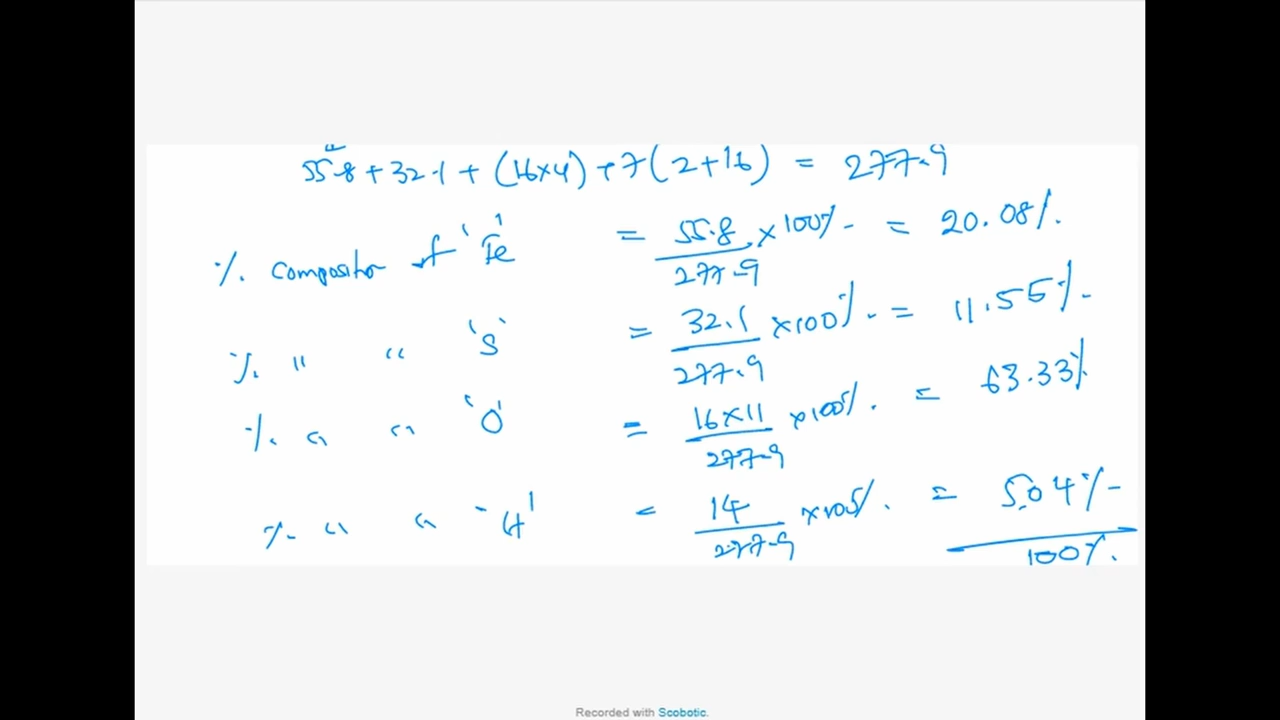 55.8 + 32.1 + (16×4) + 7(2+16) = 277.9
% Composition of 'Fe' = 55.8/277.9 × 100% = 20.08%
% " " 'S' = 32.1/277.9 × 100% = 11.55%
% " " 'O' = 16×11/277.9 × 100% = 63.33%
% " " 'H' = 14/277.9 × 100% = 5.04%
100%
Recorded with Scobotic.